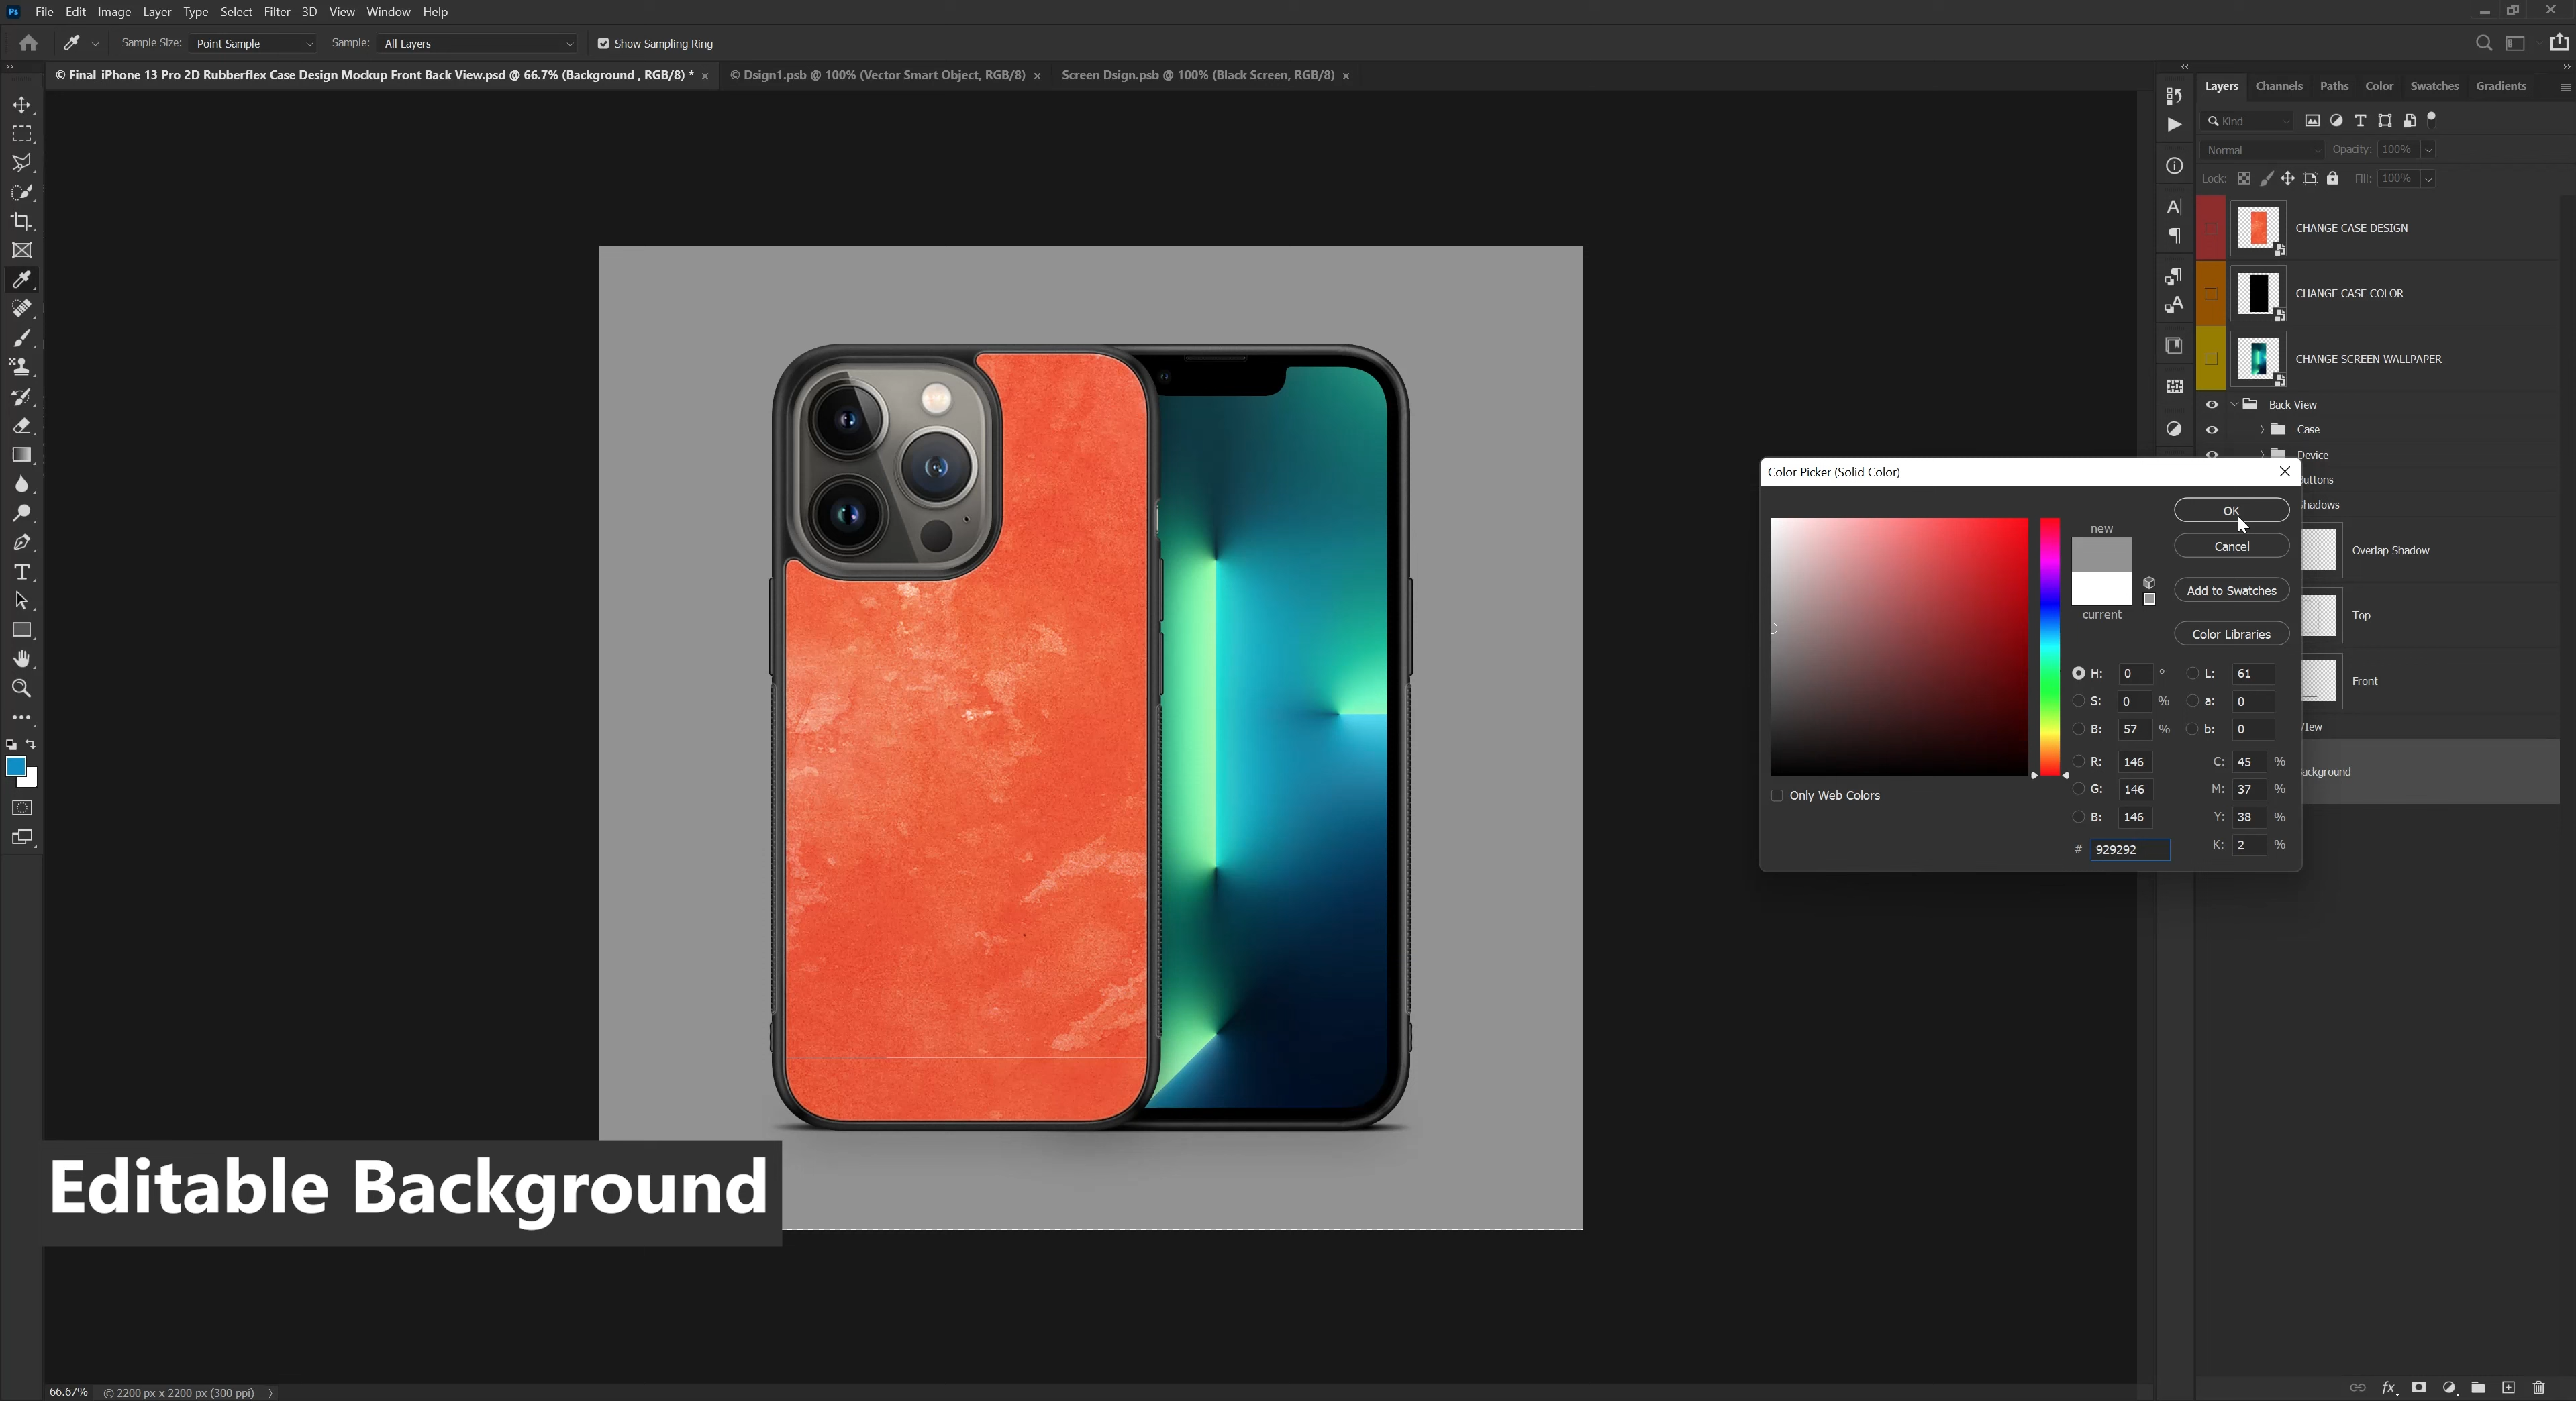 Ps File Edit Image Layer Type Select Filter 3D View Window Help
Sample Size: Point Sample Sample: All Layers Show Sampling Ring
© Final_iPhone 13 Pro 2D Rubberflex Case Design Mockup Front Back View.psd @ 66.7% (Background , RGB/8) * × © Dsign1.psb @ 100% (Vector Smart Object, RGB/8) × Screen Dsign.psb @ 100% (Black Screen, RGB/8) ×
Layers Channels Paths Color Swatches Gradients
Kind
Normal Opacity: 100%
Lock: Fill: 100%
CHANGE CASE DESIGN
CHANGE CASE COLOR
CHANGE SCREEN WALLPAPER
Back View
Case
Device
uttons
hadows
Overlap Shadow
Top
Front
VIew
ackground
Color Picker (Solid Color)
new
current
OK
Cancel
Add to Swatches
Color Libraries
H: 0 ° L: 61
S: 0 % a: 0
B: 57 % b: 0
R: 146 C: 45 %
G: 146 M: 37 %
B: 146 Y: 38 %
# 929292 K: 2 %
Only Web Colors
Editable Background
66.67% © 2200 px x 2200 px (300 ppi)
fx